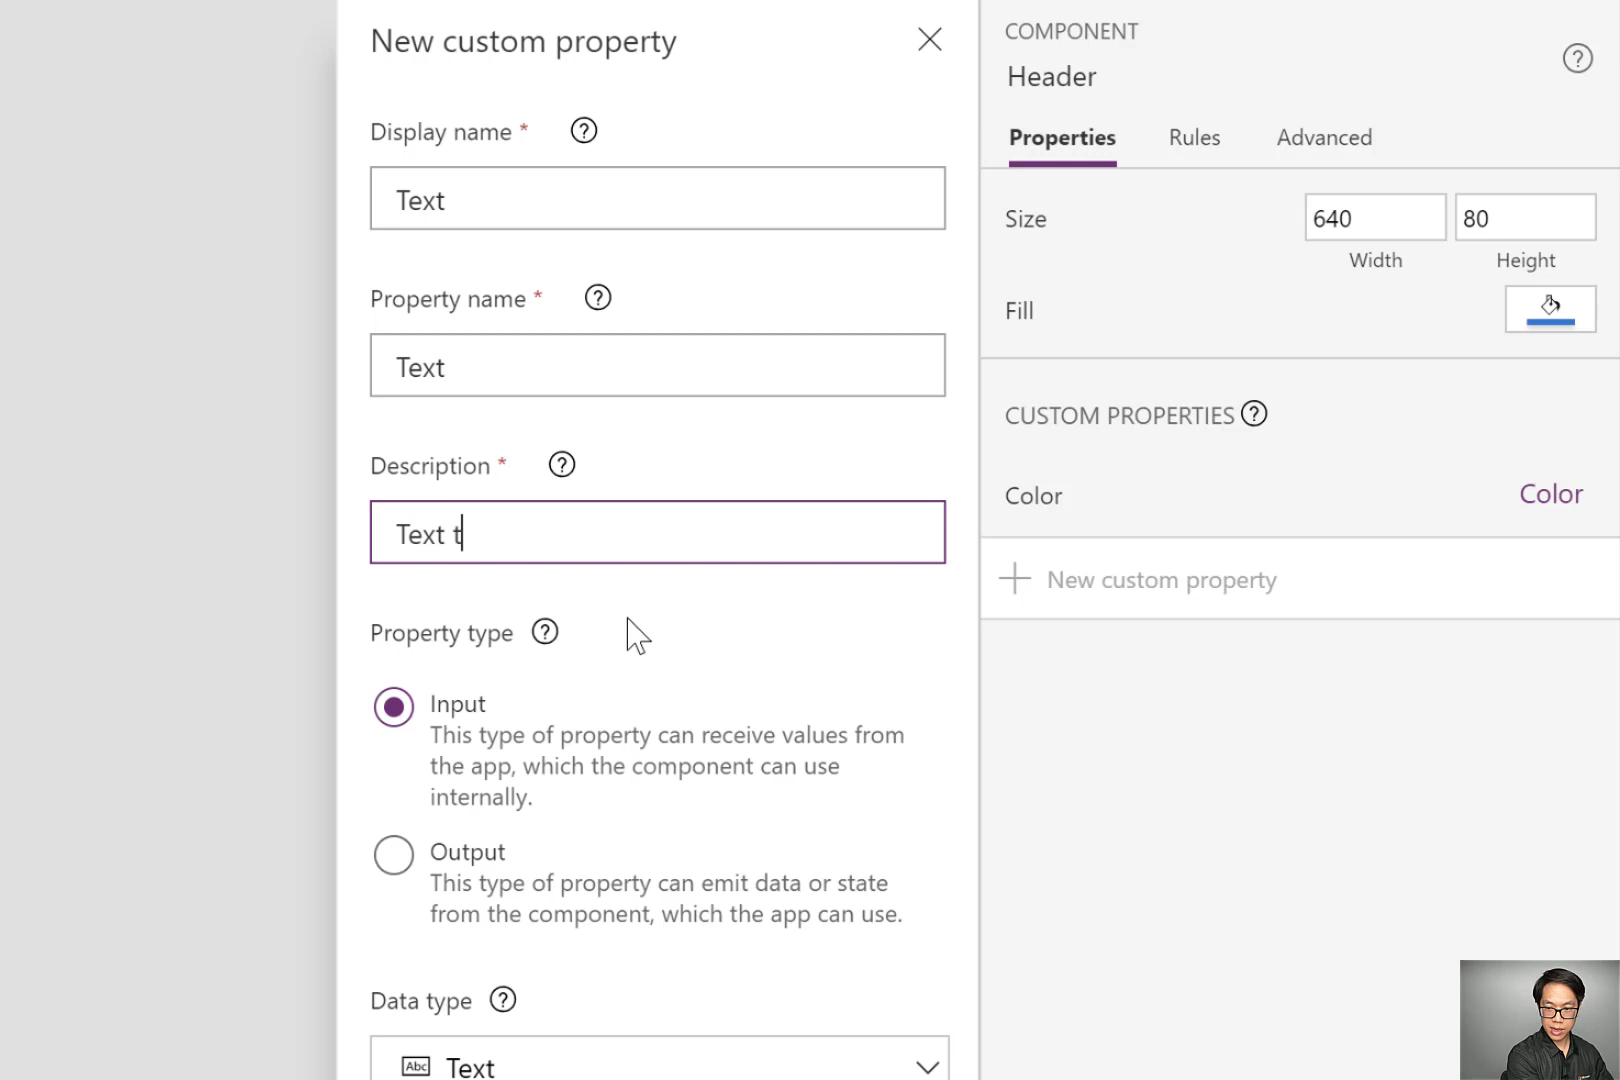 New custom property
Display name *
Text
Property name *
Text
Description *
Text t
Property type
Input
This type of property can receive values from
the app, which the component can use
internally.
Output
This type of property can emit data or state
from the component, which the app can use.
Data type
Abc Text
COMPONENT
Header
Properties Rules Advanced
Size 640 80
Width Height
Fill
CUSTOM PROPERTIES
Color Color
New custom property